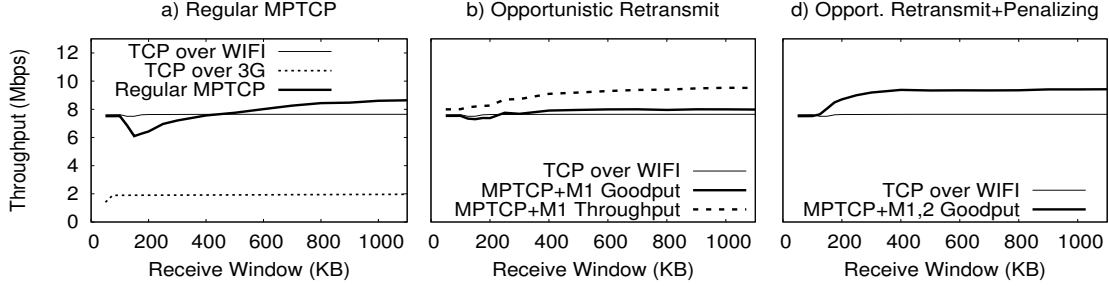 a) Regular MPTCP
b) Opportunistic Retransmit
d) Opport. Retransmit+Penalizing
Throughput (Mbps)
12
10
8
6
4
2
0
TCP over WIFI
TCP over 3G
Regular MPTCP
0 200 400 600 800 1000
Receive Window (KB)
TCP over WIFI
MPTCP+M1 Goodput
MPTCP+M1 Throughput
0 200 400 600 800 1000
Receive Window (KB)
TCP over WIFI
MPTCP+M1,2 Goodput
0 200 400 600 800 1000
Receive Window (KB)